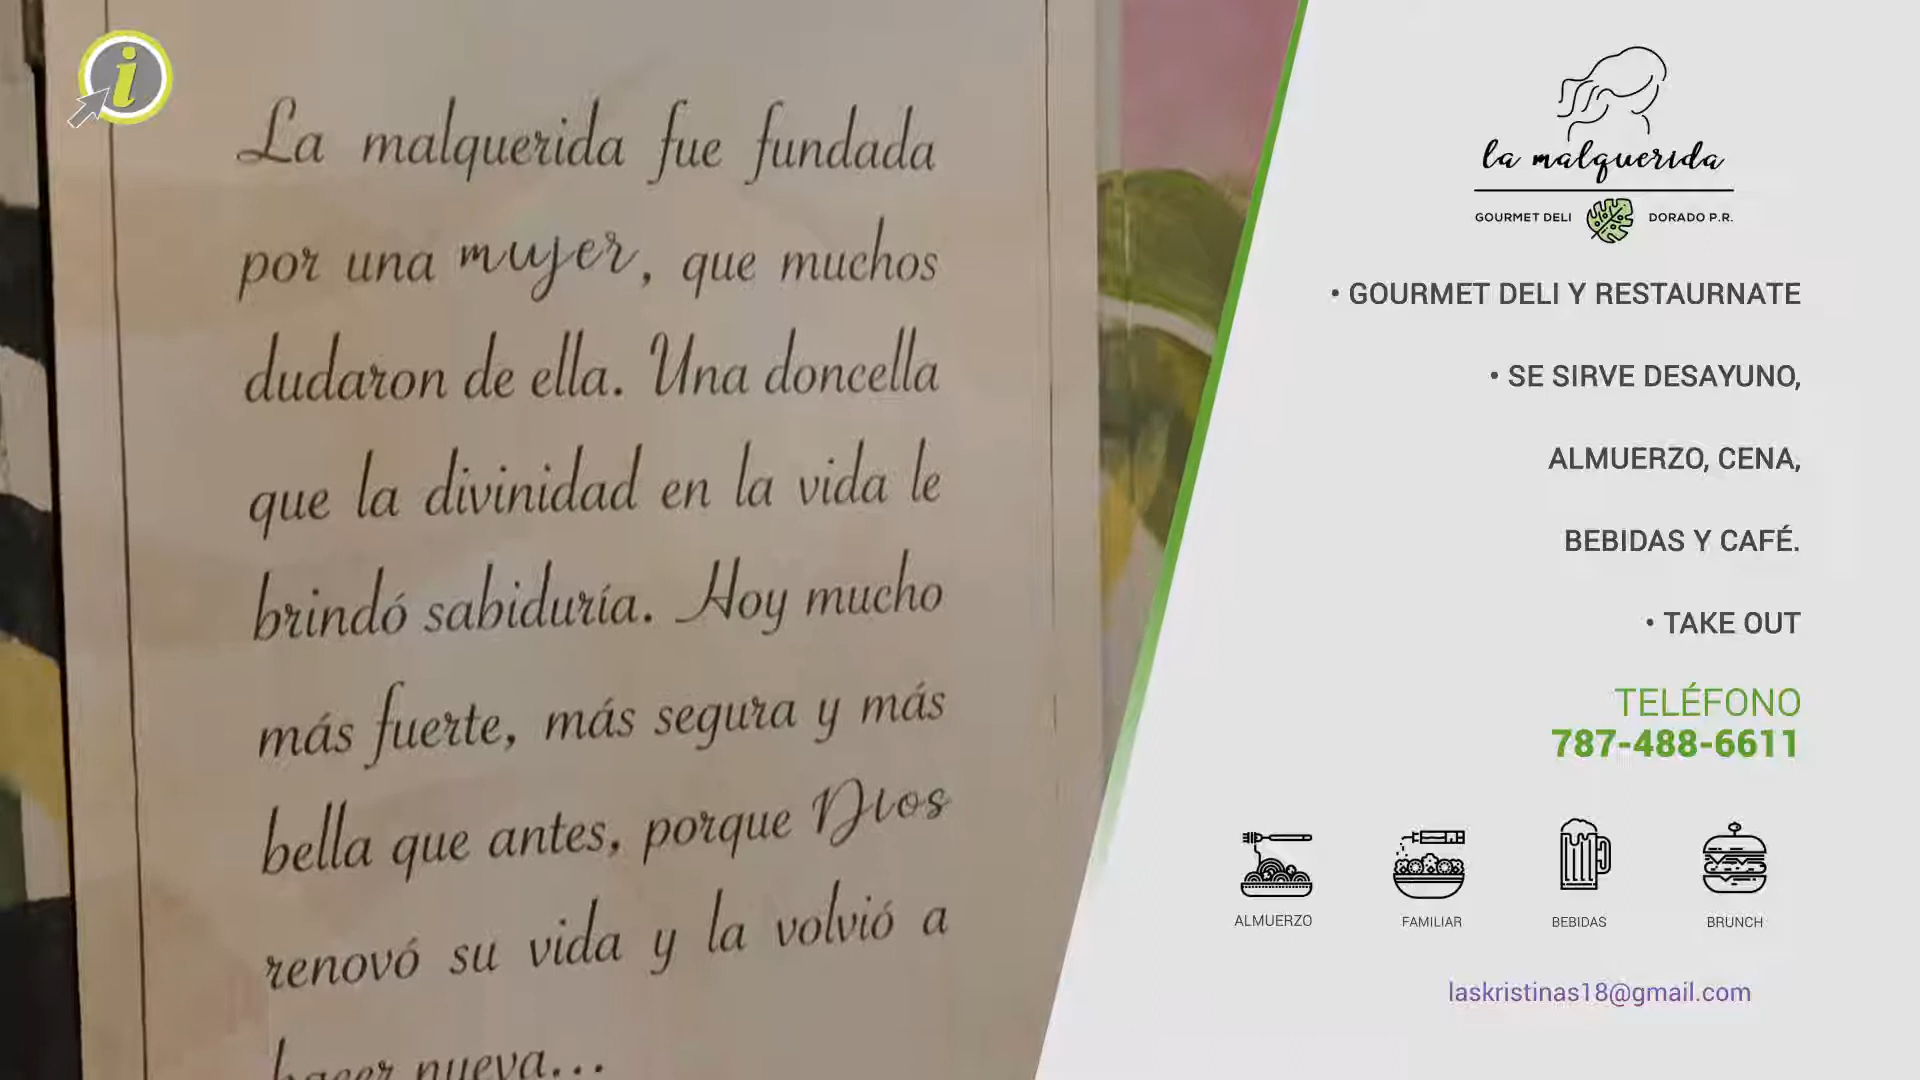 i
La malquerida fue fundada
por una mujer, que muchos
dudaron de ella. Una doncella
que la divinidad en la vida le
brindó sabiduría. Hoy mucho
más fuerte, más segura y más
bella que antes, porque Dios
renovó su vida y la volvió a
hacer nueva...
la malquerida
GOURMET DELI DORADO P.R.
• GOURMET DELI Y RESTAURNATE
• SE SIRVE DESAYUNO,
ALMUERZO, CENA,
BEBIDAS Y CAFÉ.
• TAKE OUT
TELÉFONO
787-488-6611
ALMUERZO FAMILIAR BEBIDAS BRUNCH
laskristinas18@gmail.com